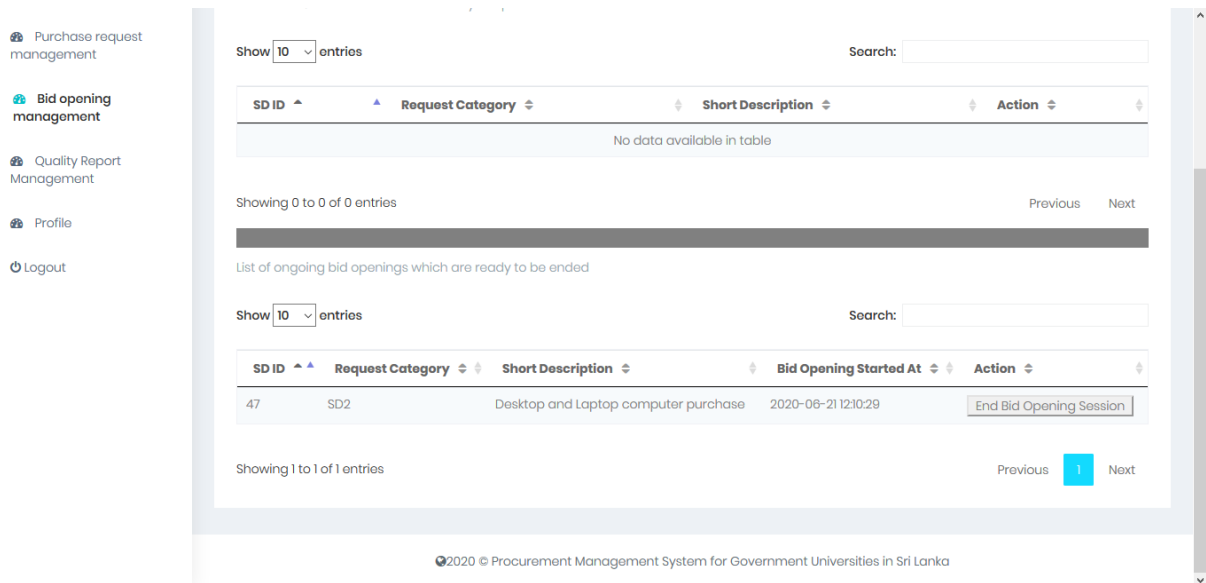 Purchase request
management
Bid opening
management
Quality Report
Management
Profile
Logout
Show 10 entries Search:
SD ID Request Category Short Description Action
No data available in table
Showing 0 to 0 of 0 entries Previous Next
List of ongoing bid openings which are ready to be ended
Show 10 entries Search:
SD ID Request Category Short Description Bid Opening Started At Action
47 SD2 Desktop and Laptop computer purchase 2020-06-21 12:10:29 End Bid Opening Session
Showing 1 to 1 of 1 entries Previous 1 Next
2020 © Procurement Management System for Government Universities in Sri Lanka